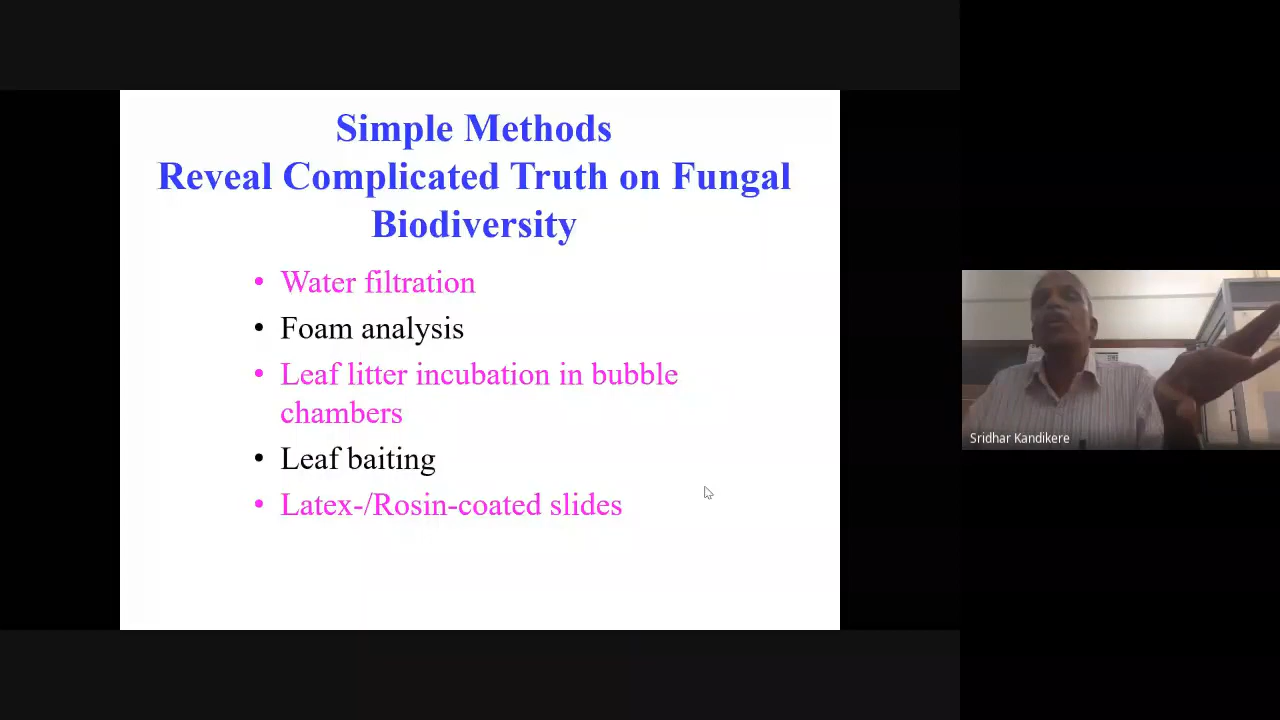 Simple Methods
Reveal Complicated Truth on Fungal
Biodiversity
• Water filtration
• Foam analysis
• Leaf litter incubation in bubble
chambers
• Leaf baiting
• Latex-/Rosin-coated slides
Sridhar Kandikere